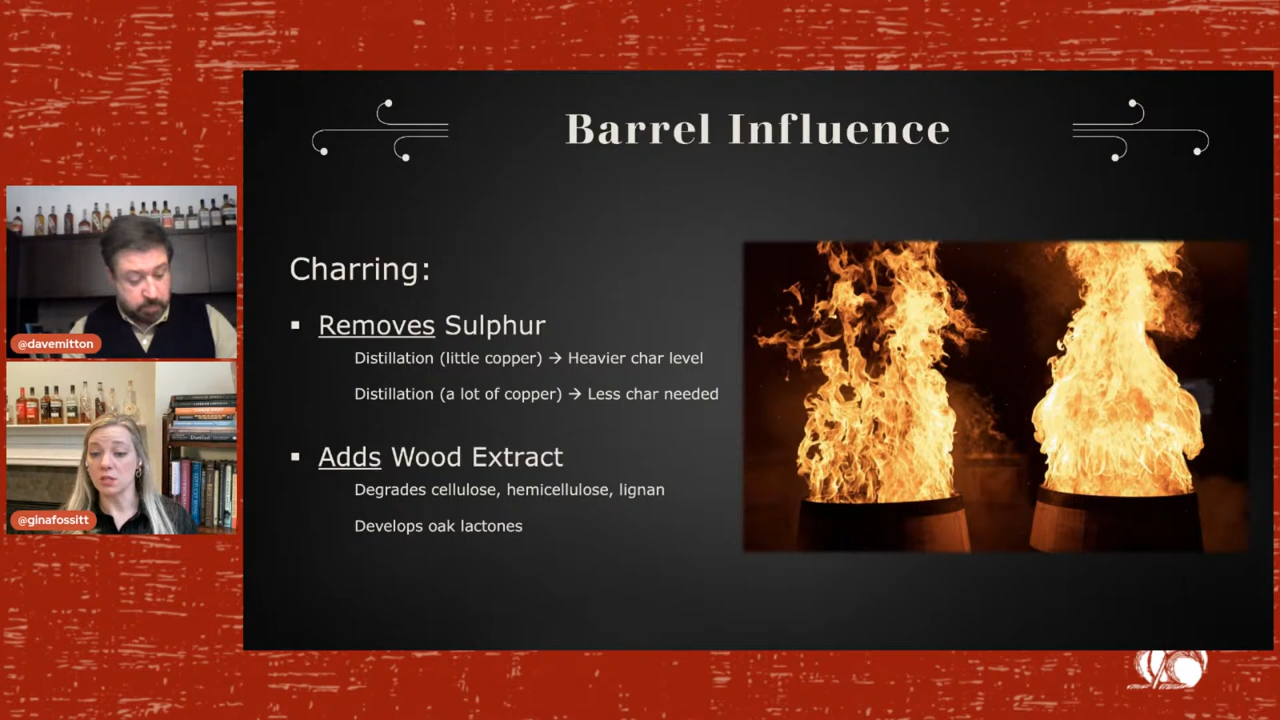 Barrel Influence
Charring:
▪ Removes Sulphur
Distillation (little copper) → Heavier char level
Distillation (a lot of copper) → Less char needed
▪ Adds Wood Extract
Degrades cellulose, hemicellulose, lignan
Develops oak lactones
@davemitton
@ginafossitt